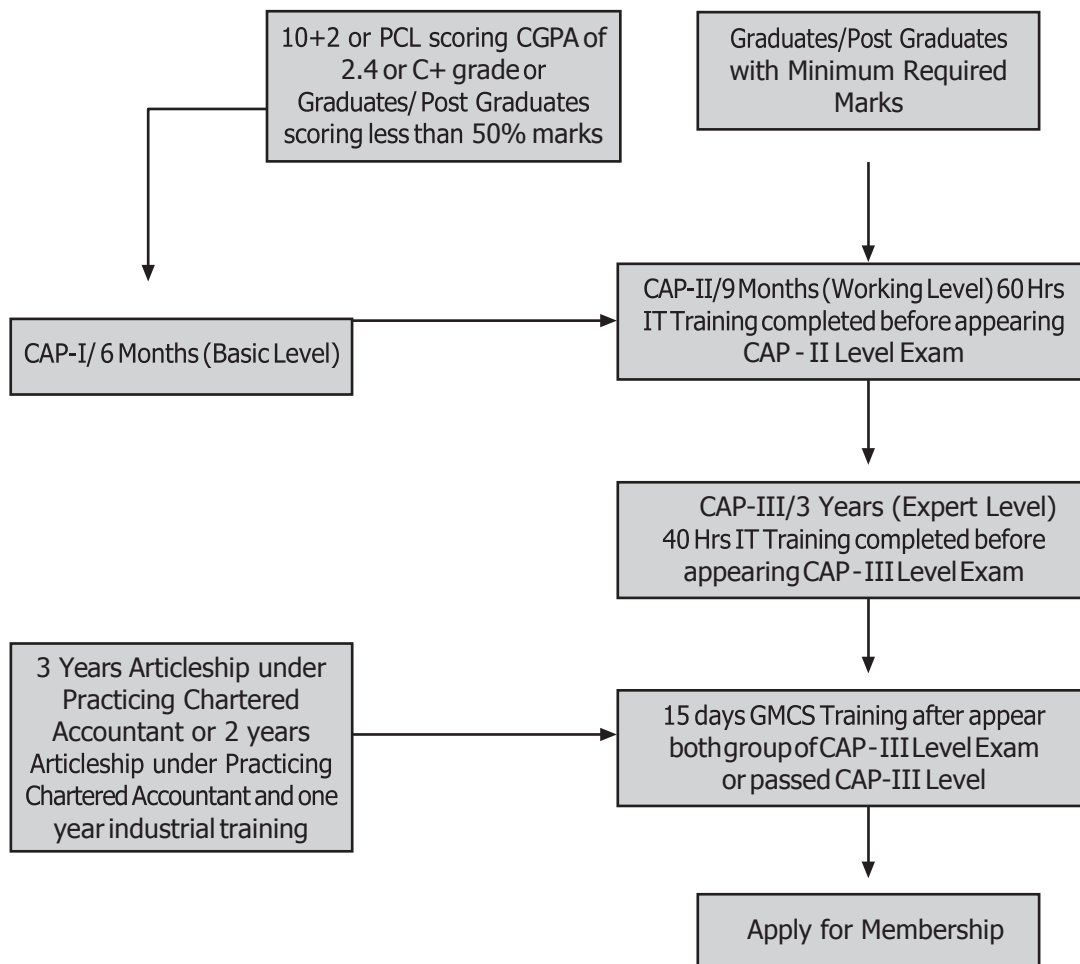 10+2 or PCL scoring CGPA of
2.4 or C+ grade or
Graduates/ Post Graduates
scoring less than 50% marks
Graduates/Post Graduates
with Minimum Required
Marks
CAP-I/ 6 Months (Basic Level)
CAP-II/9 Months (Working Level) 60 Hrs
IT Training completed before appearing
CAP - II Level Exam
CAP-III/3 Years (Expert Level)
40 Hrs IT Training completed before
appearing CAP - III Level Exam
3 Years Articleship under
Practicing Chartered
Accountant or 2 years
Articleship under Practicing
Chartered Accountant and one
year industrial training
15 days GMCS Training after appear
both group of CAP-III Level Exam
or passed CAP-III Level
Apply for Membership